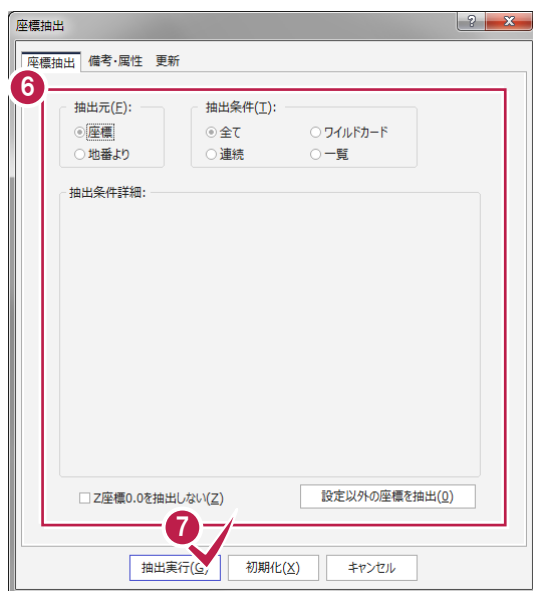 座標抽出
座標抽出 備考・属性 更新
6
抽出元(E): 抽出条件(T):
座標 全て ワイルドカード
地番より 連続 一覧
抽出条件詳細:
Z座標0.0を抽出しない(Z) 設定以外の座標を抽出(O)
7
抽出実行(G) 初期化(X) キャンセル